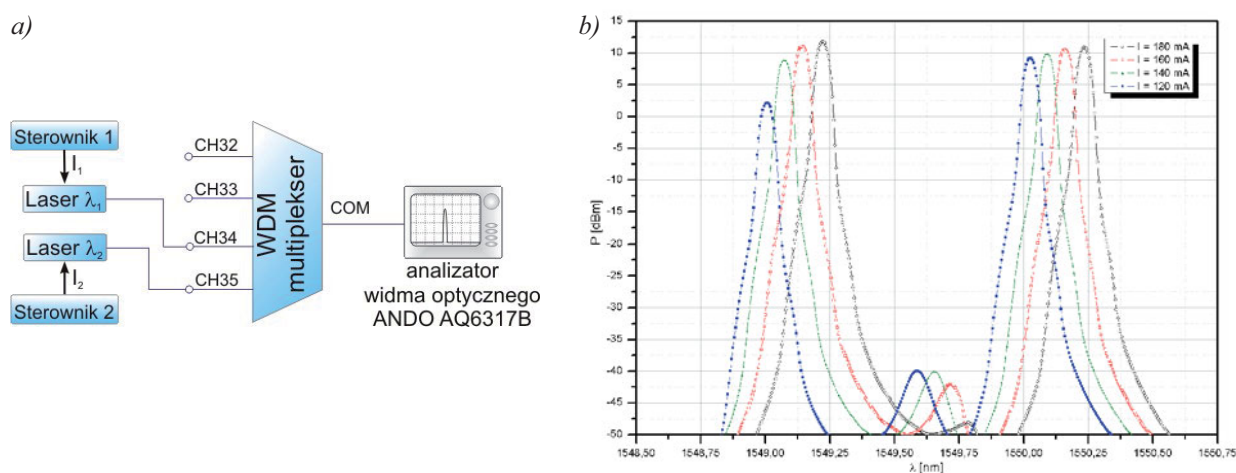 a)
Sterownik 1
I1
Laser λ1
Laser λ2
I2
Sterownik 2
CH32
CH33
CH34
CH35
WDM
multiplekser
COM
analizator
widma optycznego
ANDO AQ6317B
b)
I = 180 mA
I = 160 mA
I = 140 mA
I = 120 mA
P [dBm]
15
10
5
0
-5
-10
-15
-20
-25
-30
-35
-40
-45
-50
1548,50 1548,75 1549,00 1549,25 1549,50 1549,75 1550,00 1550,25 1550,50 1550,75
λ [nm]